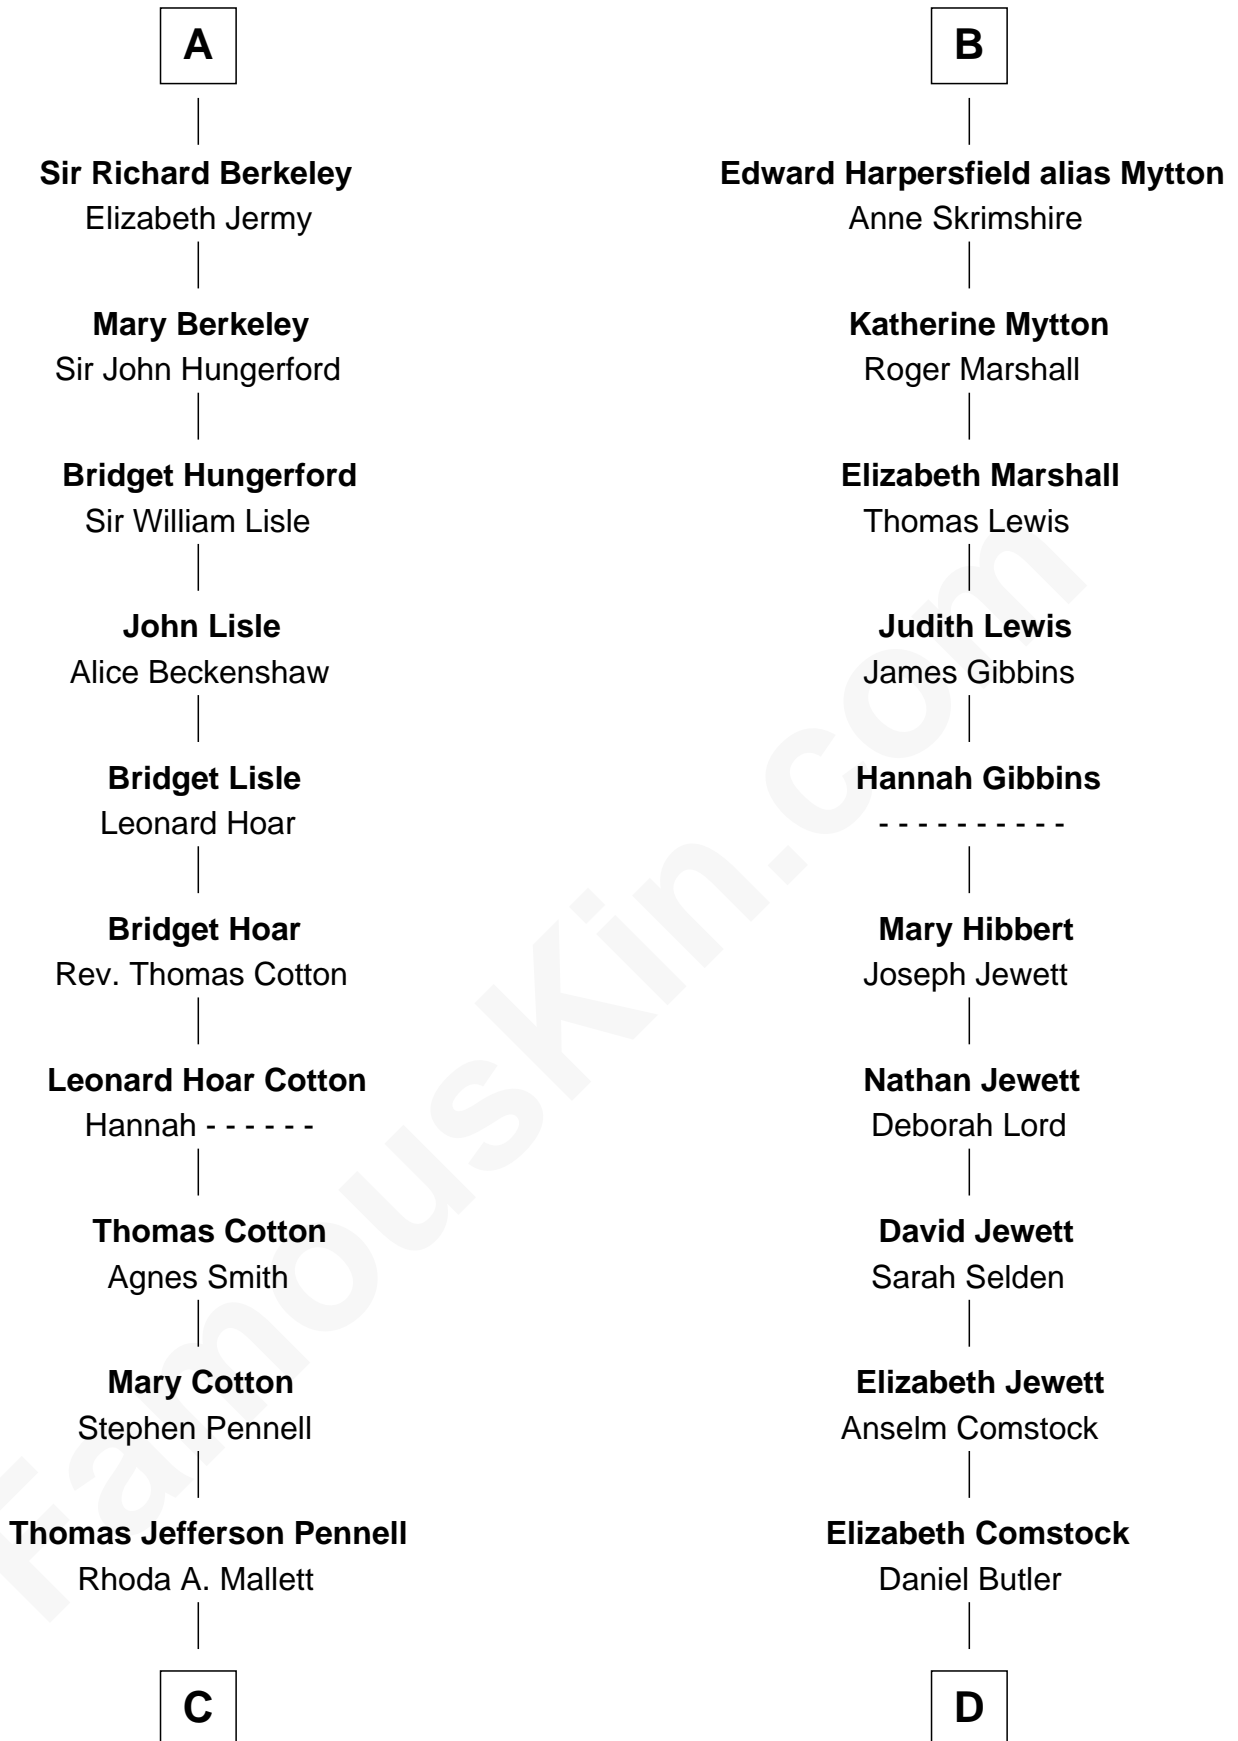 A
Sir Richard Berkeley
Elizabeth Jermy
Mary Berkeley
Sir John Hungerford
Bridget Hungerford
Sir William Lisle
John Lisle
Alice Beckenshaw
Bridget Lisle
Leonard Hoar
Bridget Hoar
Rev. Thomas Cotton
Leonard Hoar Cotton
Hannah - - - - - -
Thomas Cotton
Agnes Smith
Mary Cotton
Stephen Pennell
Thomas Jefferson Pennell
Rhoda A. Mallett
C
B
Edward Harpersfield alias Mytton
Anne Skrimshire
Katherine Mytton
Roger Marshall
Elizabeth Marshall
Thomas Lewis
Judith Lewis
James Gibbins
Hannah Gibbins
- - - - - - - - - -
Mary Hibbert
Joseph Jewett
Nathan Jewett
Deborah Lord
David Jewett
Sarah Selden
Elizabeth Jewett
Anselm Comstock
Elizabeth Comstock
Daniel Butler
D
FamousKin.com